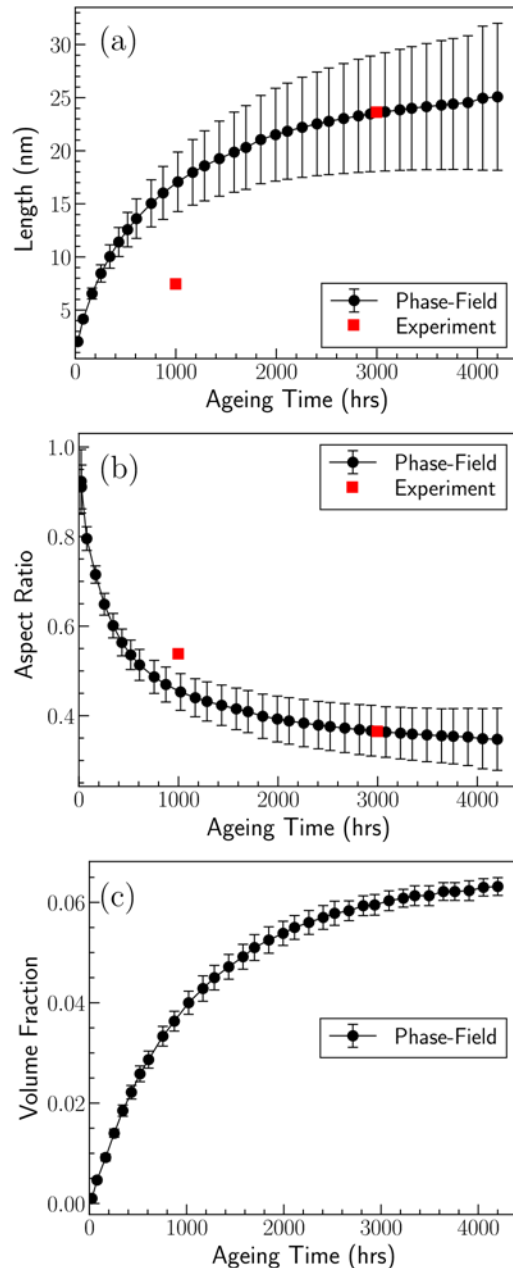 (a)
30
25
20
15
10
5
Length (nm)
Phase-Field
Experiment
0 1000 2000 3000 4000
Ageing Time (hrs)
(b)
1.0
0.8
0.6
0.4
Aspect Ratio
Phase-Field
Experiment
0 1000 2000 3000 4000
Ageing Time (hrs)
(c)
0.06
0.04
0.02
0.00
Volume Fraction
Phase-Field
0 1000 2000 3000 4000
Ageing Time (hrs)